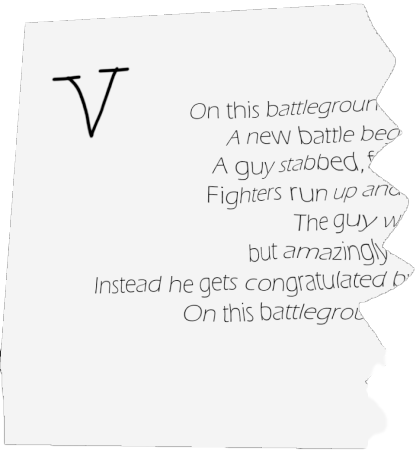 V
On this battlegroun
A new battle beg
A guy stabbed, f
Fighters run up and
The guy w
but amazingly
Instead he gets congratulated b
On this battlegrou